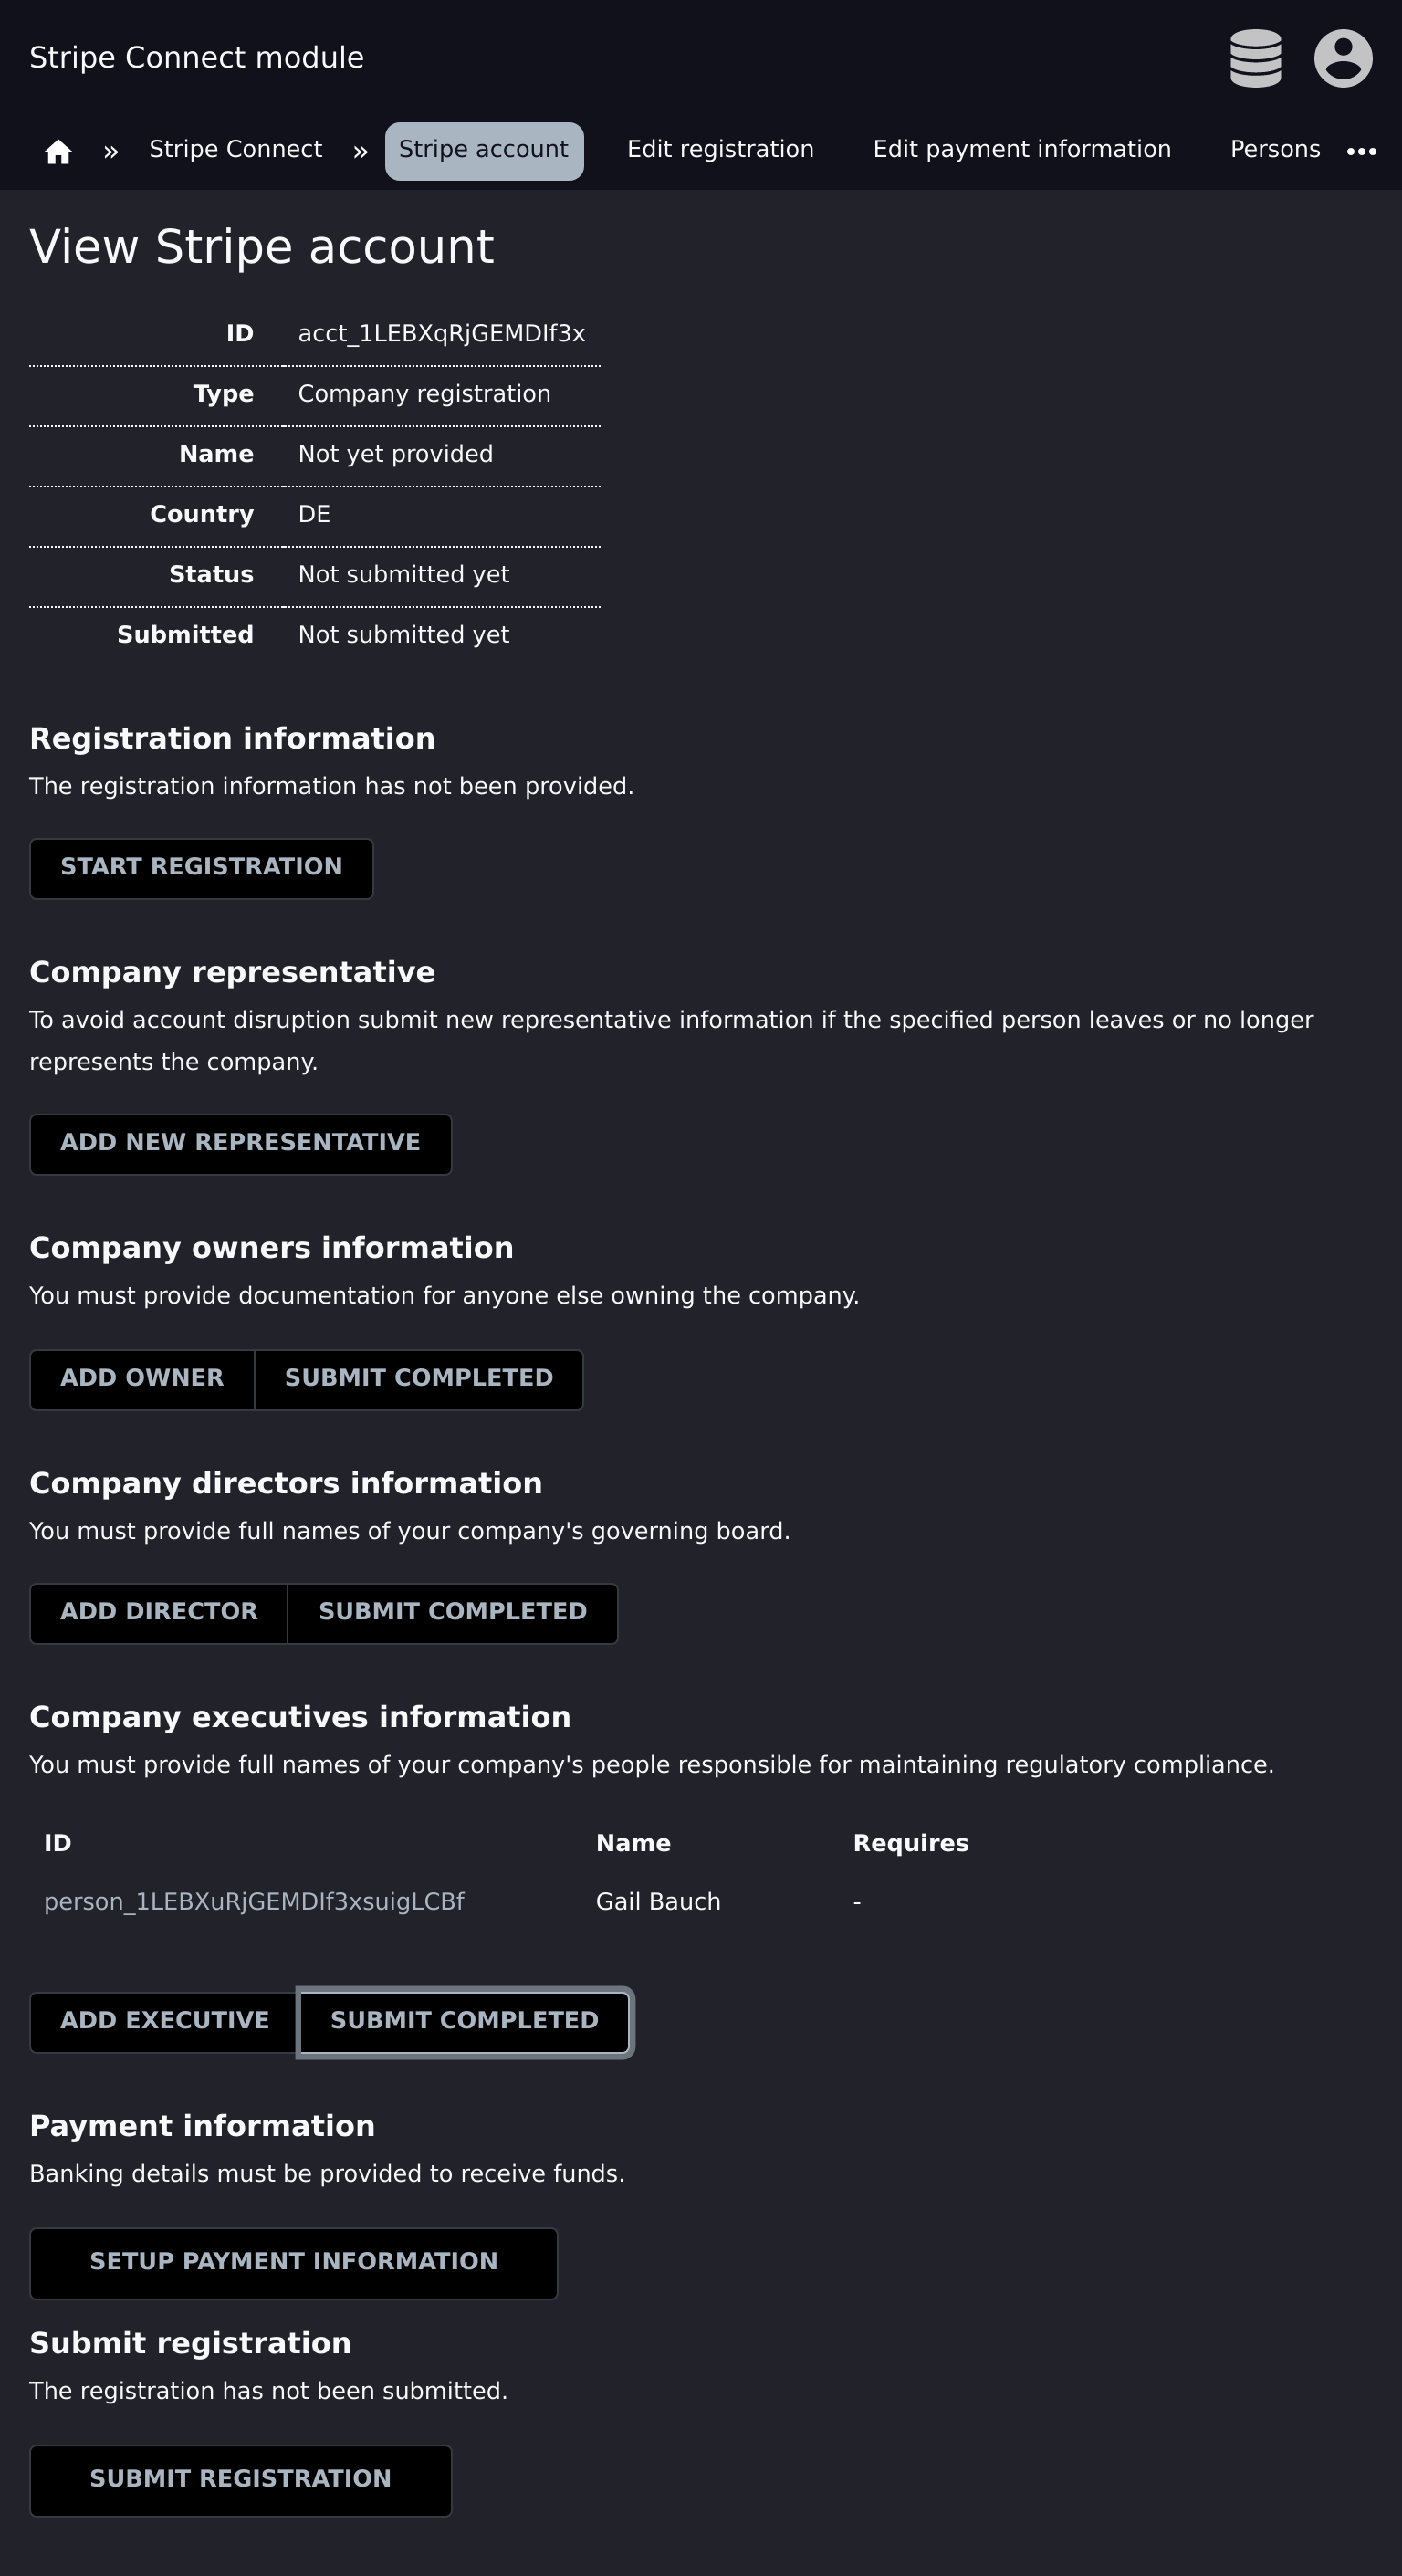 Stripe Connect module
» Stripe Connect » Stripe account Edit registration Edit payment information Persons •••
View Stripe account
ID acct_1LEBXqRjGEMDIf3x
Type Company registration
Name Not yet provided
Country DE
Status Not submitted yet
Submitted Not submitted yet
Registration information
The registration information has not been provided.
START REGISTRATION
Company representative
To avoid account disruption submit new representative information if the specified person leaves or no longer
represents the company.
ADD NEW REPRESENTATIVE
Company owners information
You must provide documentation for anyone else owning the company.
ADD OWNER SUBMIT COMPLETED
Company directors information
You must provide full names of your company's governing board.
ADD DIRECTOR SUBMIT COMPLETED
Company executives information
You must provide full names of your company's people responsible for maintaining regulatory compliance.
ID Name Requires
person_1LEBXuRjGEMDIf3xsuigLCBf Gail Bauch -
ADD EXECUTIVE SUBMIT COMPLETED
Payment information
Banking details must be provided to receive funds.
SETUP PAYMENT INFORMATION
Submit registration
The registration has not been submitted.
SUBMIT REGISTRATION